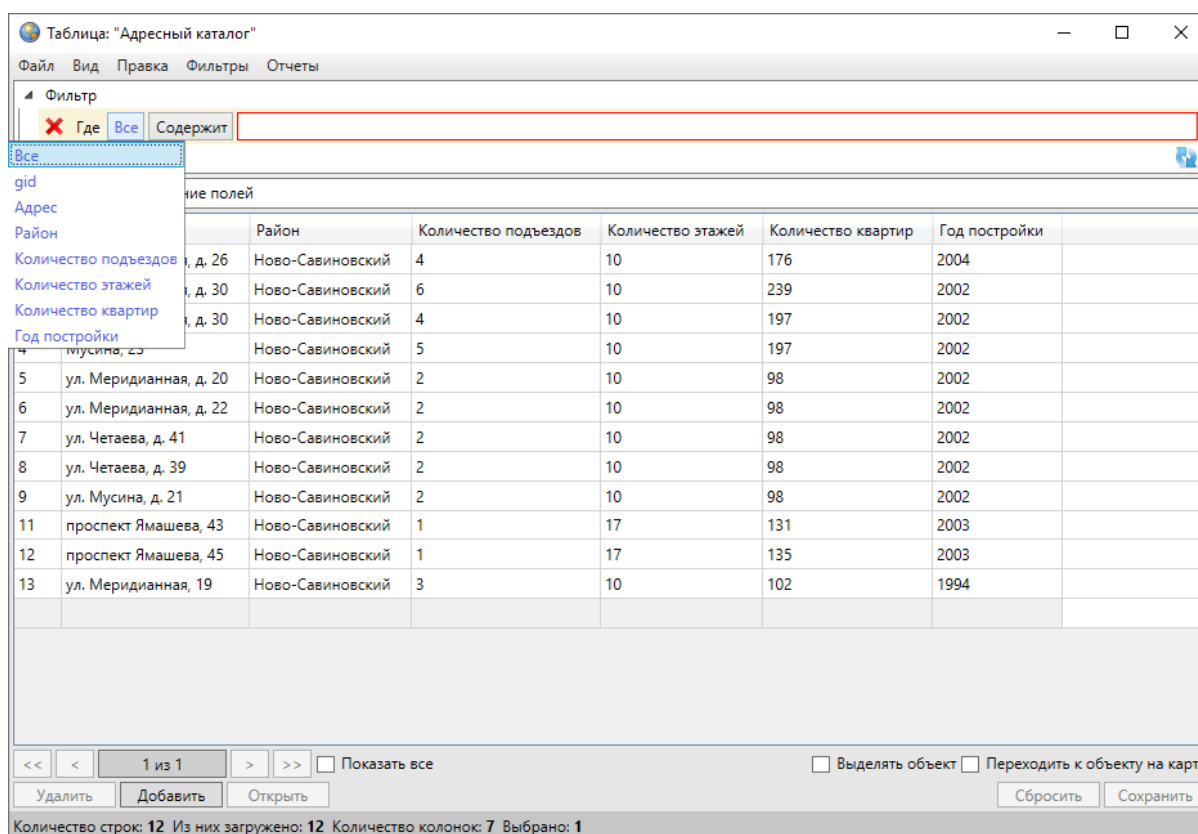 Таблица: "Адресный каталог"
Файл Вид Правка Фильтры Отчеты
Фильтр
Где Все Содержит
Все
gid
Адрес
Район
Количество подъездов
Количество этажей
Количество квартир
Год постройки
полей
Район Количество подъездов Количество этажей Количество квартир Год постройки
д. 26 Ново-Савиновский 4 10 176 2004
д. 30 Ново-Савиновский 6 10 239 2002
д. 30 Ново-Савиновский 4 10 197 2002
4 Мусина, 23 Ново-Савиновский 5 10 197 2002
5 ул. Меридианная, д. 20 Ново-Савиновский 2 10 98 2002
6 ул. Меридианная, д. 22 Ново-Савиновский 2 10 98 2002
7 ул. Четаева, д. 41 Ново-Савиновский 2 10 98 2002
8 ул. Четаева, д. 39 Ново-Савиновский 2 10 98 2002
9 ул. Мусина, д. 21 Ново-Савиновский 2 10 98 2002
11 проспект Ямашева, 43 Ново-Савиновский 1 17 131 2003
12 проспект Ямашева, 45 Ново-Савиновский 1 17 135 2003
13 ул. Меридианная, 19 Ново-Савиновский 3 10 102 1994
<< < 1 из 1 > >> Показать все Выделять объект Переходить к объекту на карт
Удалить Добавить Открыть Сбросить Сохранить
Количество строк: 12 Из них загружено: 12 Количество колонок: 7 Выбрано: 1